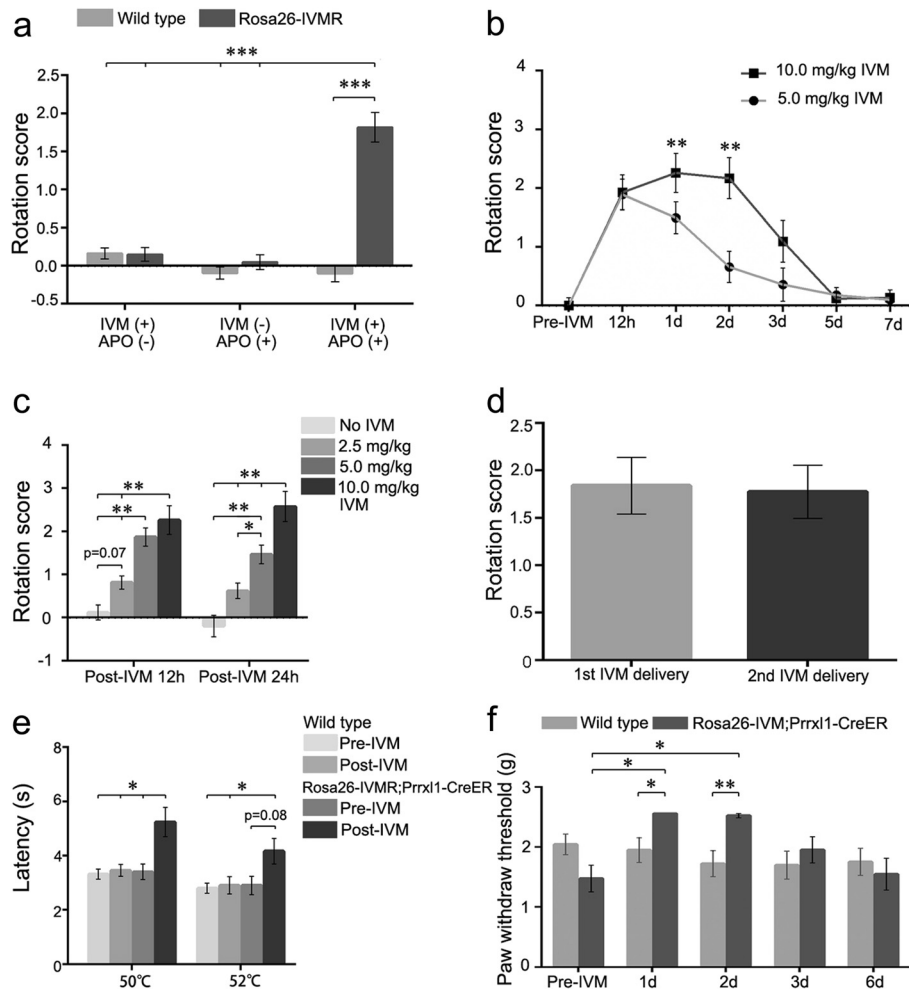 a
Wild type
Rosa26-IVMR
***
***
Rotation score
2.5
2.0
1.5
1.0
0.5
0.0
-0.5
IVM (+)
APO (-)
IVM (-)
APO (+)
IVM (+)
APO (+)
b
10.0 mg/kg IVM
5.0 mg/kg IVM
** **
Rotation score
4
3
2
1
0
Pre-IVM 12h 1d 2d 3d 5d 7d
c
No IVM
2.5 mg/kg
5.0 mg/kg
10.0 mg/kg
IVM
Rotation score
4
3
2
1
0
-1
**
**
p=0.07
**
**
*
Post-IVM 12h Post-IVM 24h
d
Rotation score
2.5
2.0
1.5
1.0
0.5
0
1st IVM delivery 2nd IVM delivery
e
Wild type
Pre-IVM
Post-IVM
Rosa26-IVMR;Prrxl1-CreER
Pre-IVM
Post-IVM
Latency (s)
8
6
4
2
0
*
*
p=0.08
50℃ 52℃
f
Wild type
Rosa26-IVM;Prrxl1-CreER
Paw withdraw threshold (g)
3
2
1
0
*
*
*
**
Pre-IVM 1d 2d 3d 6d